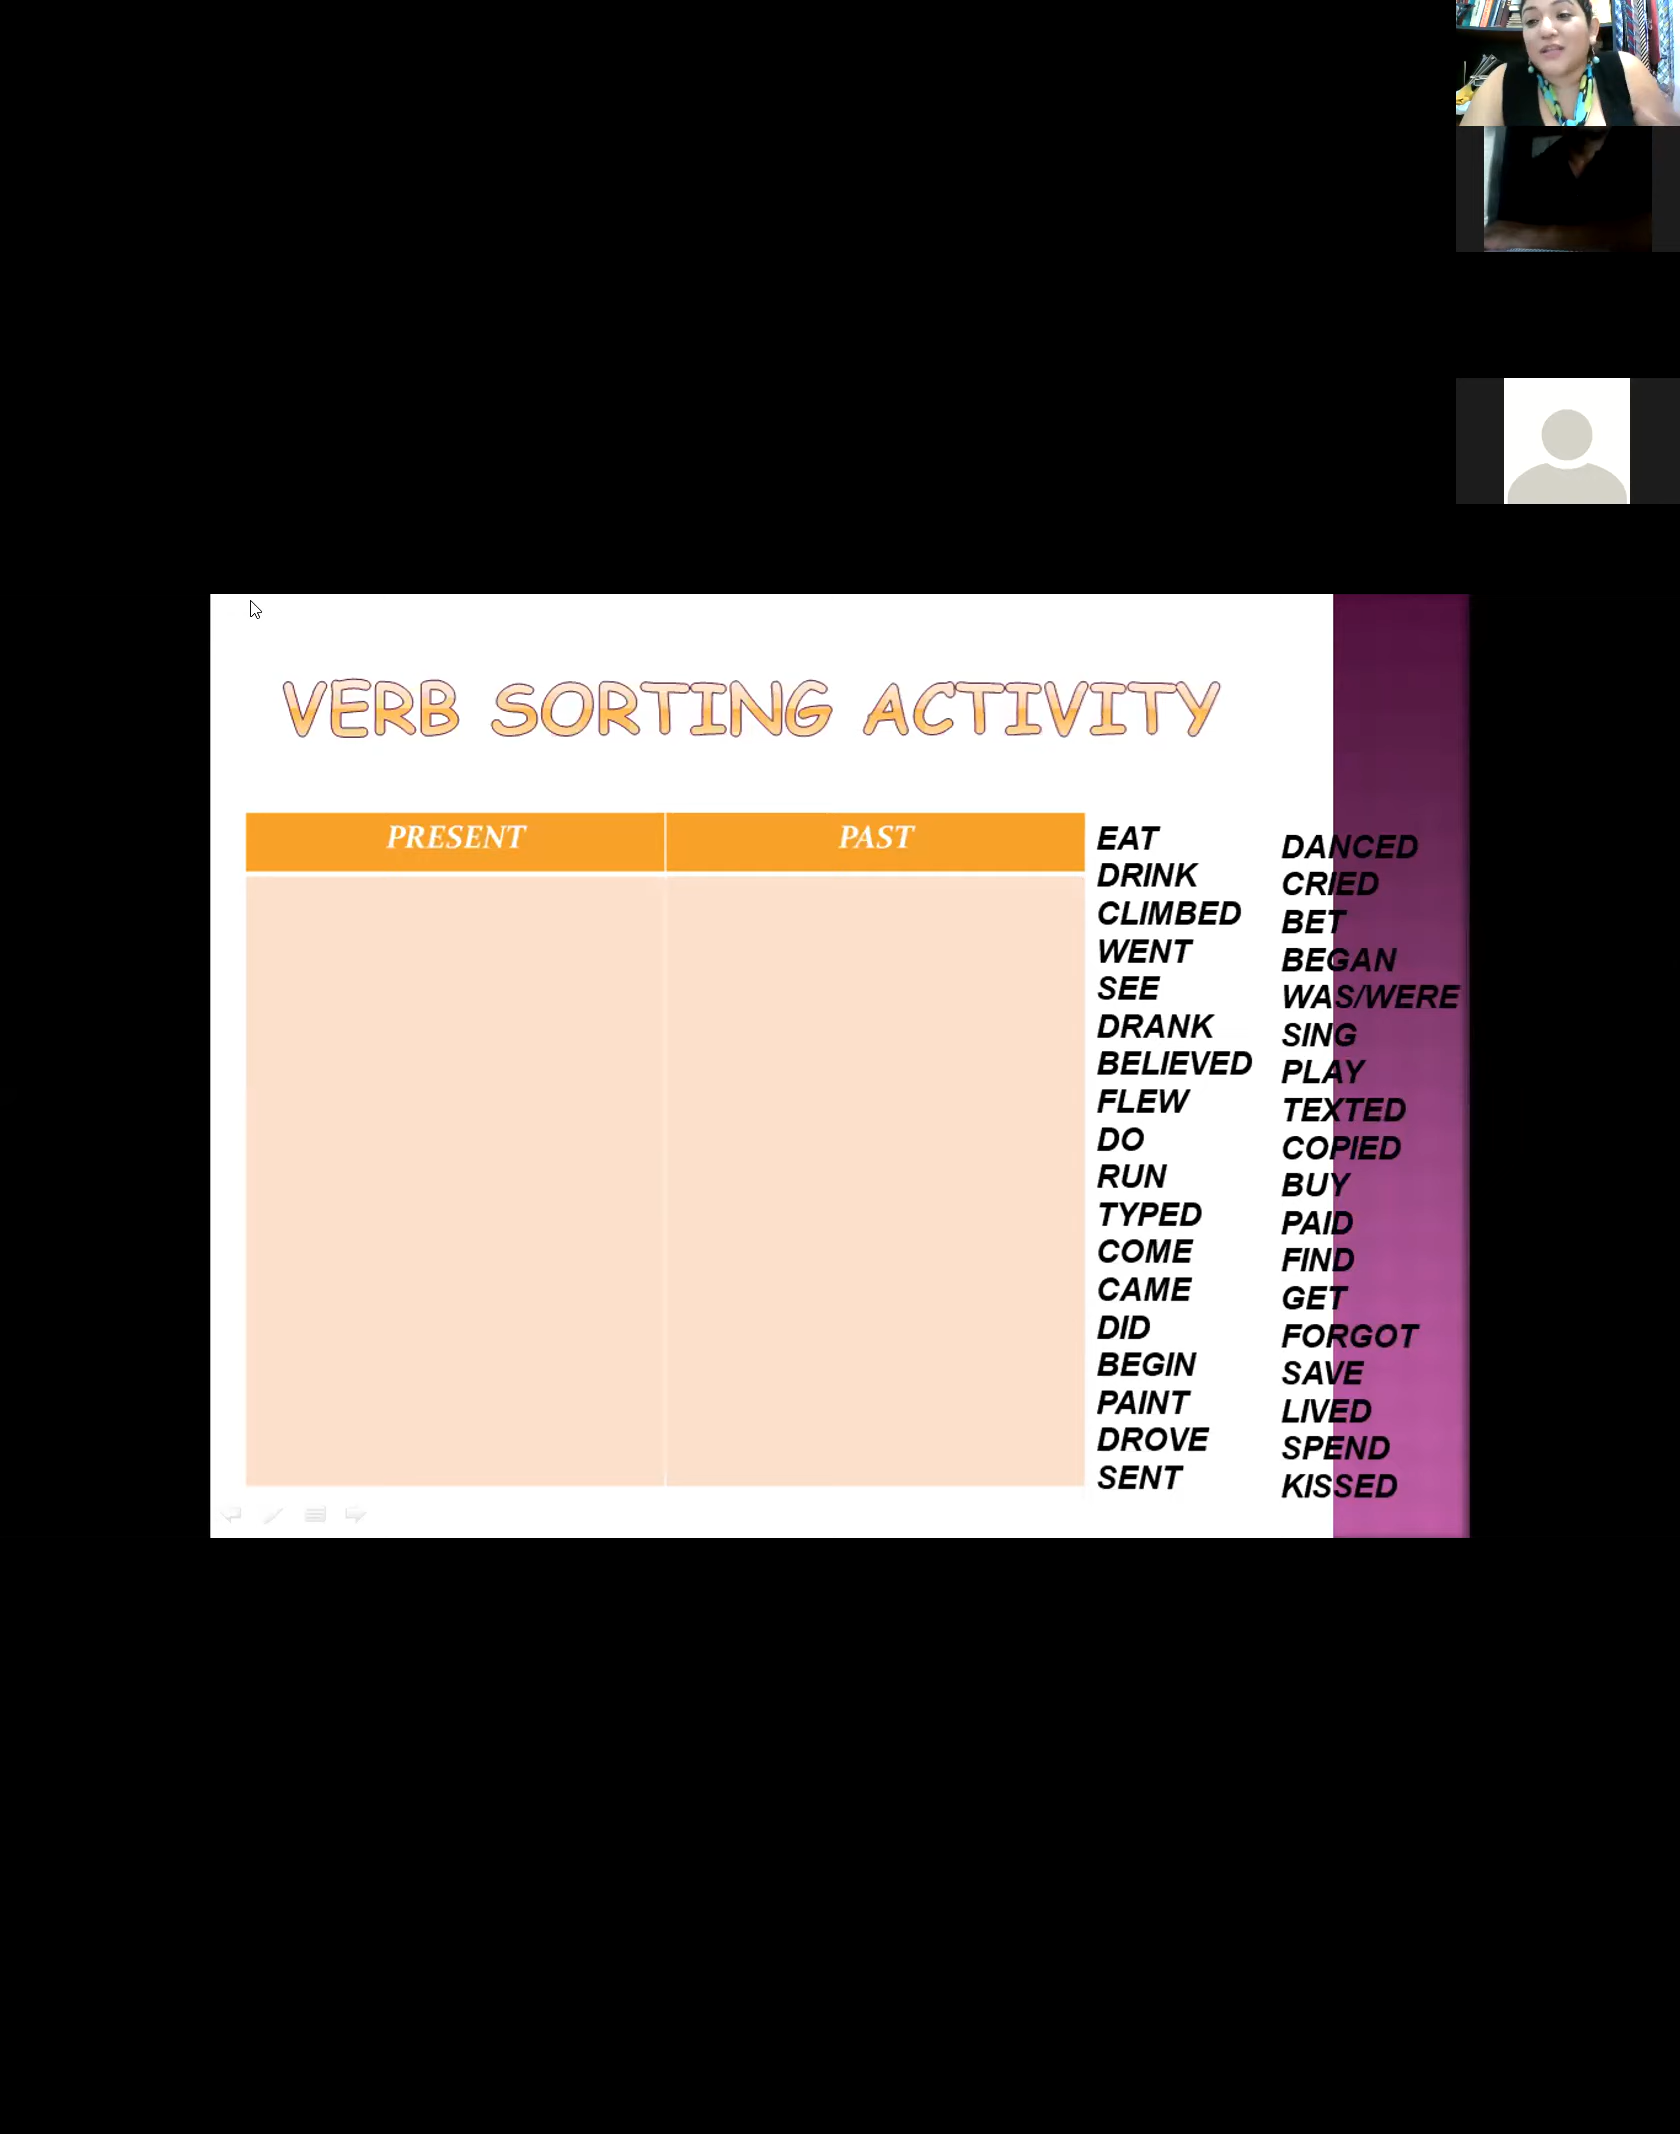 VERB SORTING ACTIVITY
PRESENT PAST
EAT
DRINK
CLIMBED
WENT
SEE
DRANK
BELIEVED
FLEW
DO
RUN
TYPED
COME
CAME
DID
BEGIN
PAINT
DROVE
SENT
DANCED
CRIED
BET
BEGAN
WAS/WERE
SING
PLAY
TEXTED
COPIED
BUY
PAID
FIND
GET
FORGOT
SAVE
LIVED
SPEND
KISSED